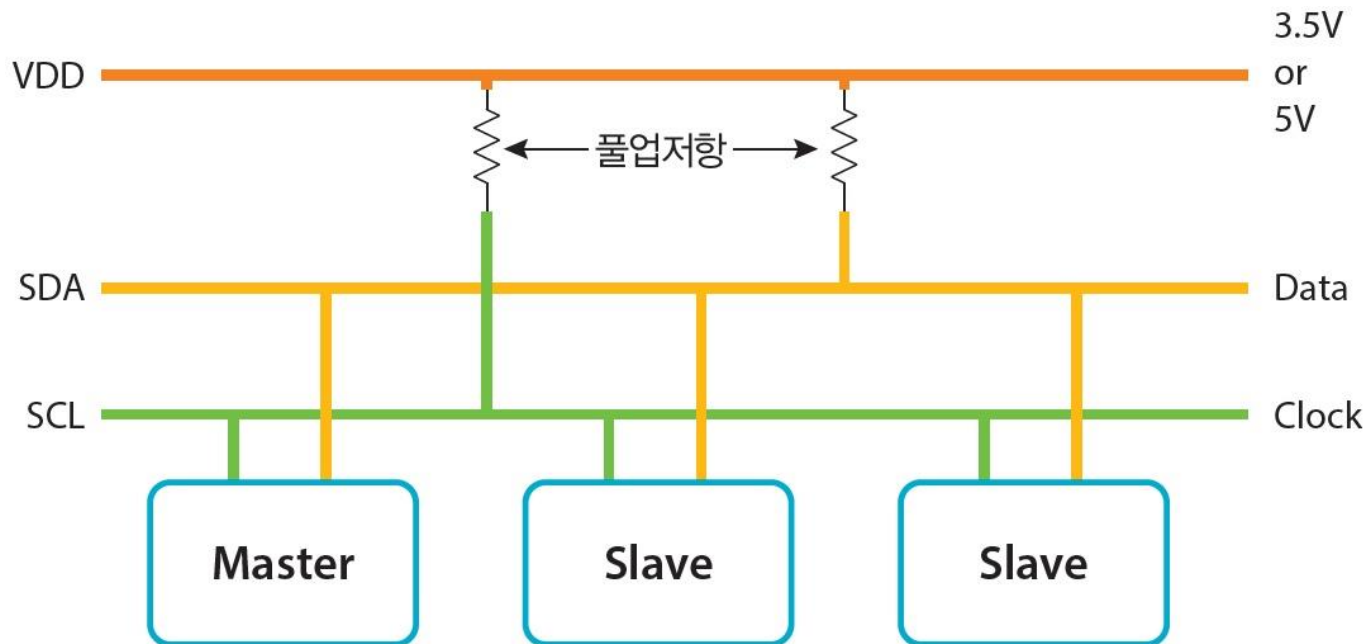 3.5V
VDD
or
5V
풀업저항
SDA
Data
SCL
Clock
Master
Slave
Slave